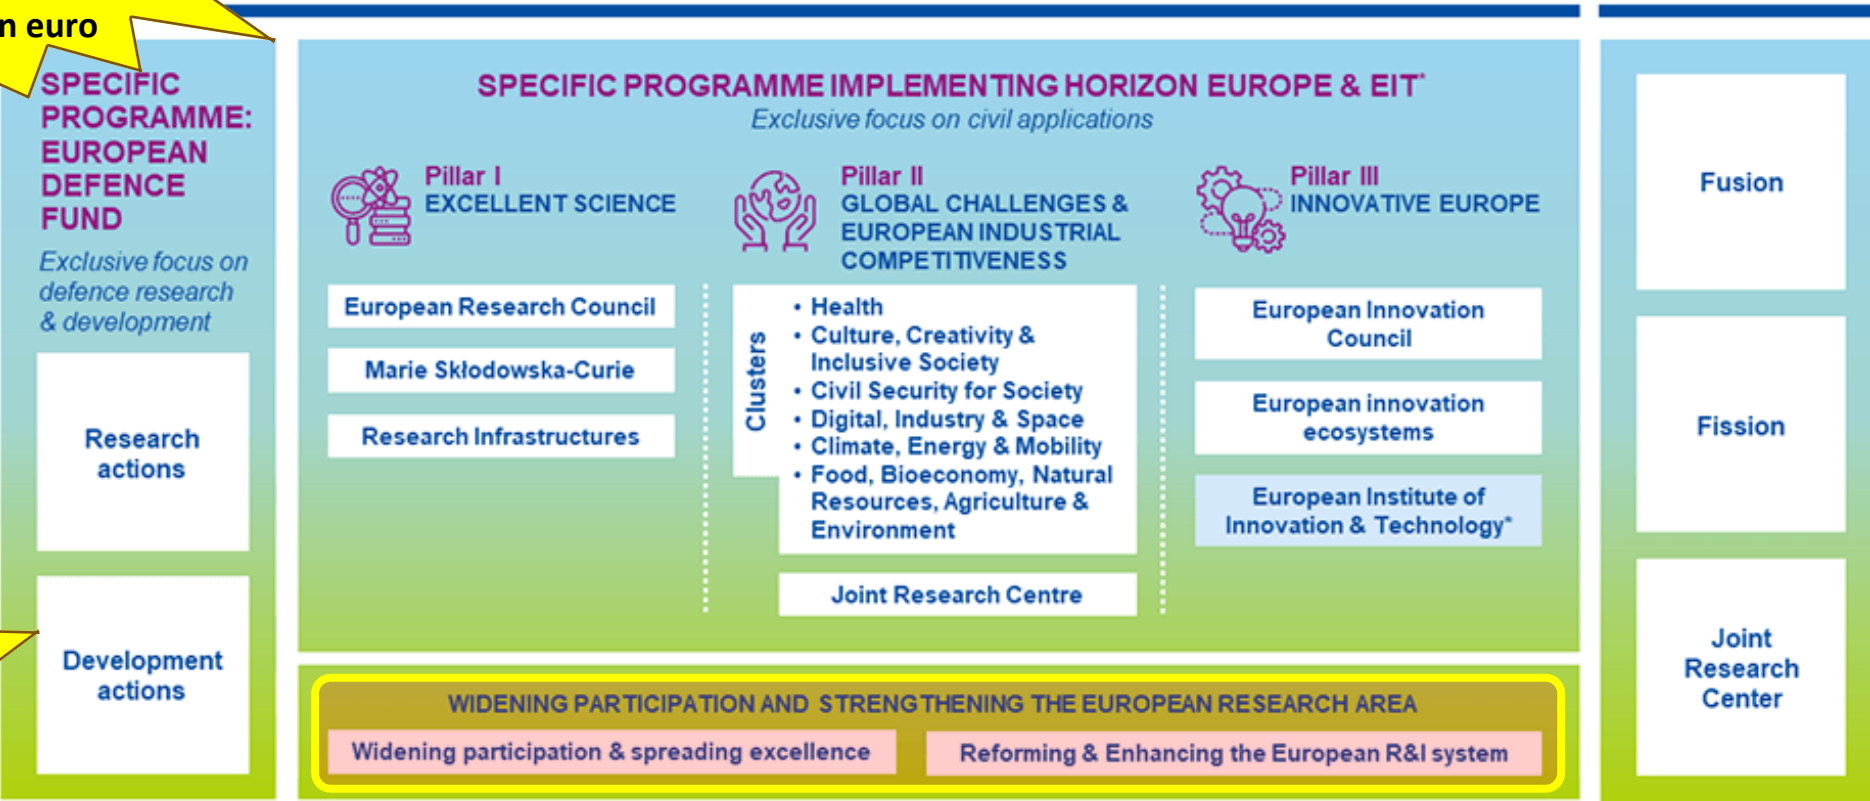 euro
SPECIFIC
PROGRAMME:
EUROPEAN
DEFENCE
FUND
Exclusive focus on
defence research
& development
Research
actions
Development
actions
SPECIFIC PROGRAMME IMPLEMENTING HORIZON EUROPE & EIT*
Exclusive focus on civil applications
Pillar I
EXCELLENT SCIENCE
European Research Council
Marie Skłodowska-Curie
Research Infrastructures
Pillar II
GLOBAL CHALLENGES &
EUROPEAN INDUSTRIAL
COMPETITIVENESS
Clusters
• Health
• Culture, Creativity &
Inclusive Society
• Civil Security for Society
• Digital, Industry & Space
• Climate, Energy & Mobility
• Food, Bioeconomy, Natural
Resources, Agriculture &
Environment
Joint Research Centre
Pillar III
INNOVATIVE EUROPE
European Innovation
Council
European innovation
ecosystems
European Institute of
Innovation & Technology*
WIDENING PARTICIPATION AND STRENGTHENING THE EUROPEAN RESEARCH AREA
Widening participation & spreading excellence
Reforming & Enhancing the European R&I system
Fusion
Fission
Joint
Research
Center